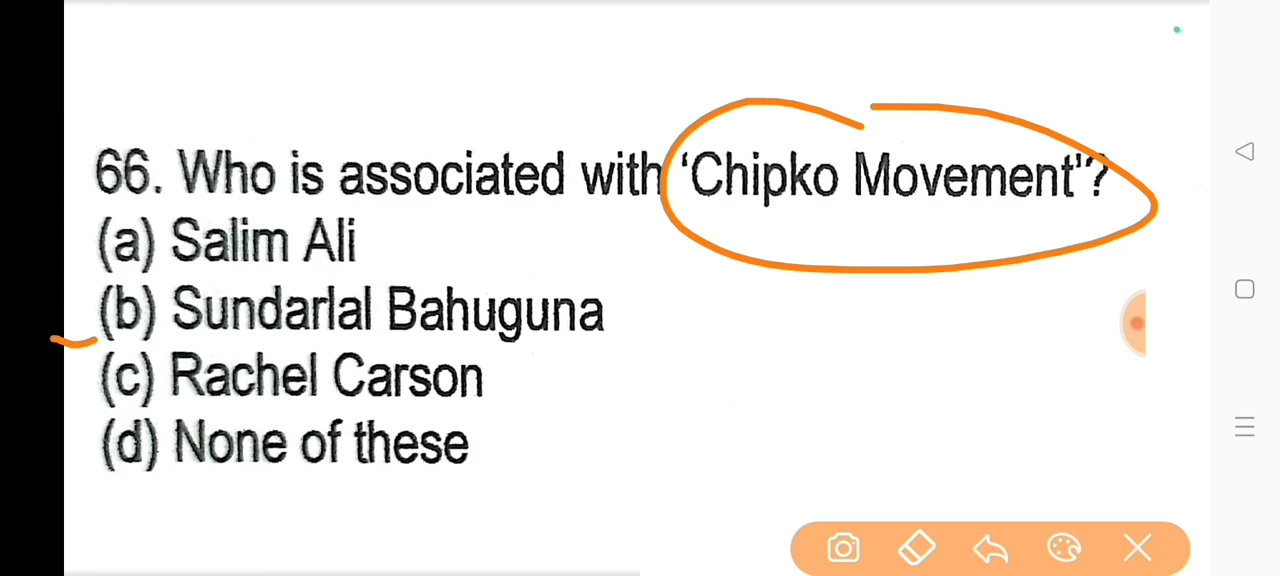 66. Who is associated with 'Chipko Movement'?
(a) Salim Ali
(b) Sundarlal Bahuguna
(c) Rachel Carson
(d) None of these